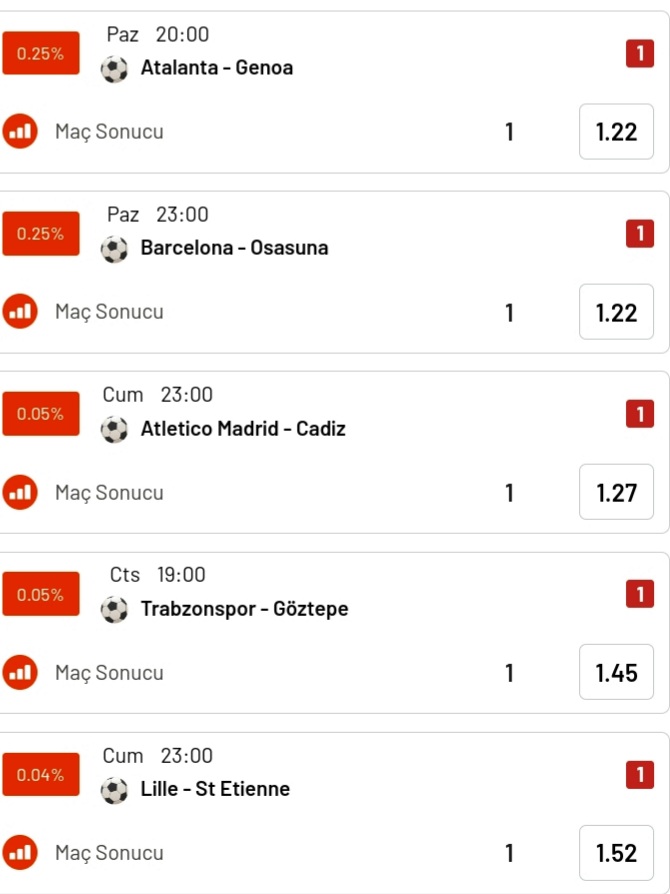 Paz 20:00
0.25%
Atalanta - Genoa
1
Maç Sonucu 1 1.22
Paz 23:00
0.25%
Barcelona - Osasuna
1
Maç Sonucu 1 1.22
Cum 23:00
0.05%
Atletico Madrid - Cadiz
1
Maç Sonucu 1 1.27
Cts 19:00
0.05%
Trabzonspor - Göztepe
1
Maç Sonucu 1 1.45
Cum 23:00
0.04%
Lille - St Etienne
1
Maç Sonucu 1 1.52